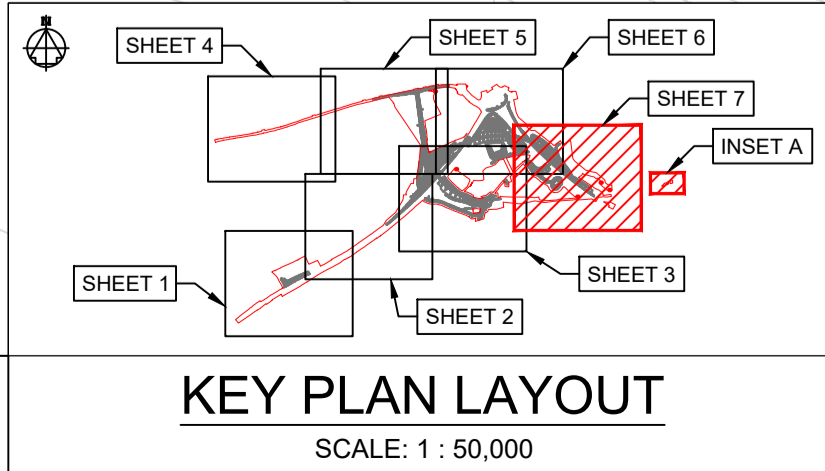 N
SHEET 4
SHEET 5
SHEET 6
SHEET 7
INSET A
SHEET 1
SHEET 2
SHEET 3
KEY PLAN LAYOUT
SCALE: 1 : 50,000